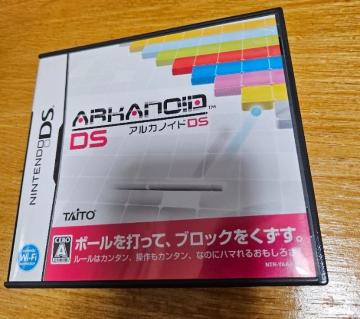 NINTENDO DS
ARKANOID™
DS
アルカノイドDS
TAITO
CERO
A
Wi-Fi
ボールを打って、ブロックをくずす。
ルールはカンタン、操作もカンタン、なのにハマれるおもしろさ